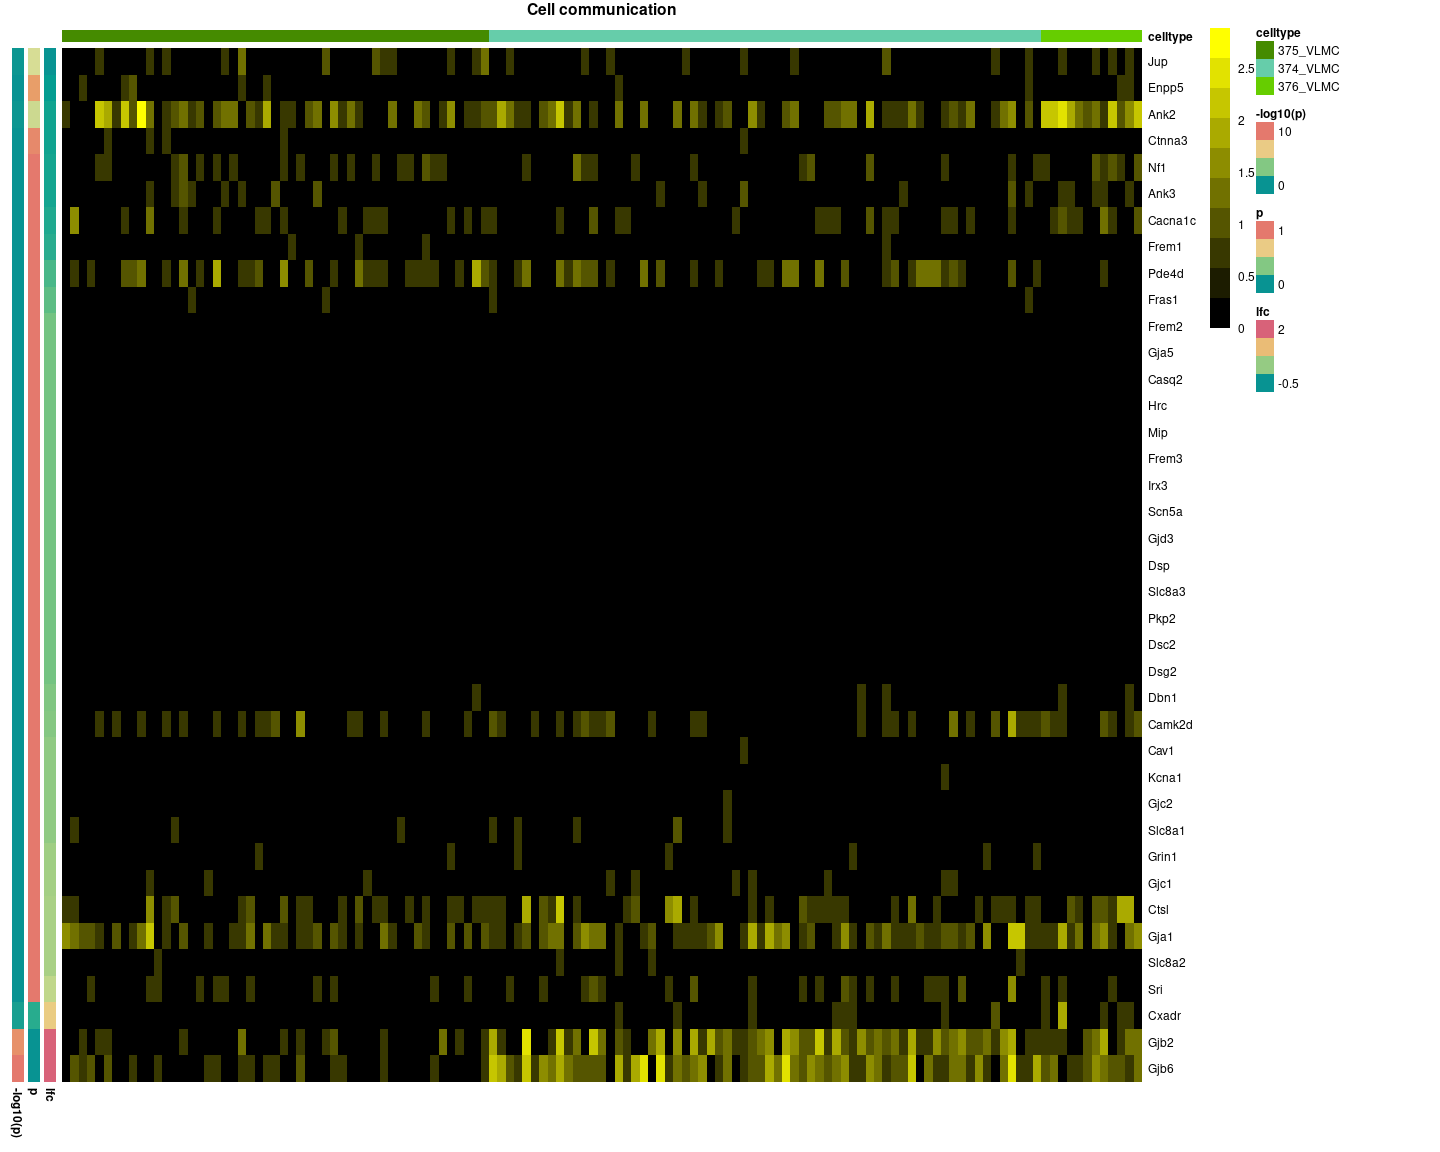 Cell communication
celltype
Jup
Enpp5
Ank2
Ctnna3
Nf1
Ank3
Cacna1c
Frem1
Pde4d
Fras1
Frem2
Gja5
Casq2
Hrc
Mip
Frem3
Irx3
Scn5a
Gjd3
Dsp
Slc8a3
Pkp2
Dsc2
Dsg2
Dbn1
Camk2d
Cav1
Kcna1
Gjc2
Slc8a1
Grin1
Gjc1
Ctsl
Gja1
Slc8a2
Sri
Cxadr
Gjb2
Gjb6
2.5
2
1.5
1
0.5
0
celltype
375_VLMC
374_VLMC
376_VLMC
-log10(p)
10
0
p
1
0
lfc
2
-0.5
-log10(p)
p
lfc